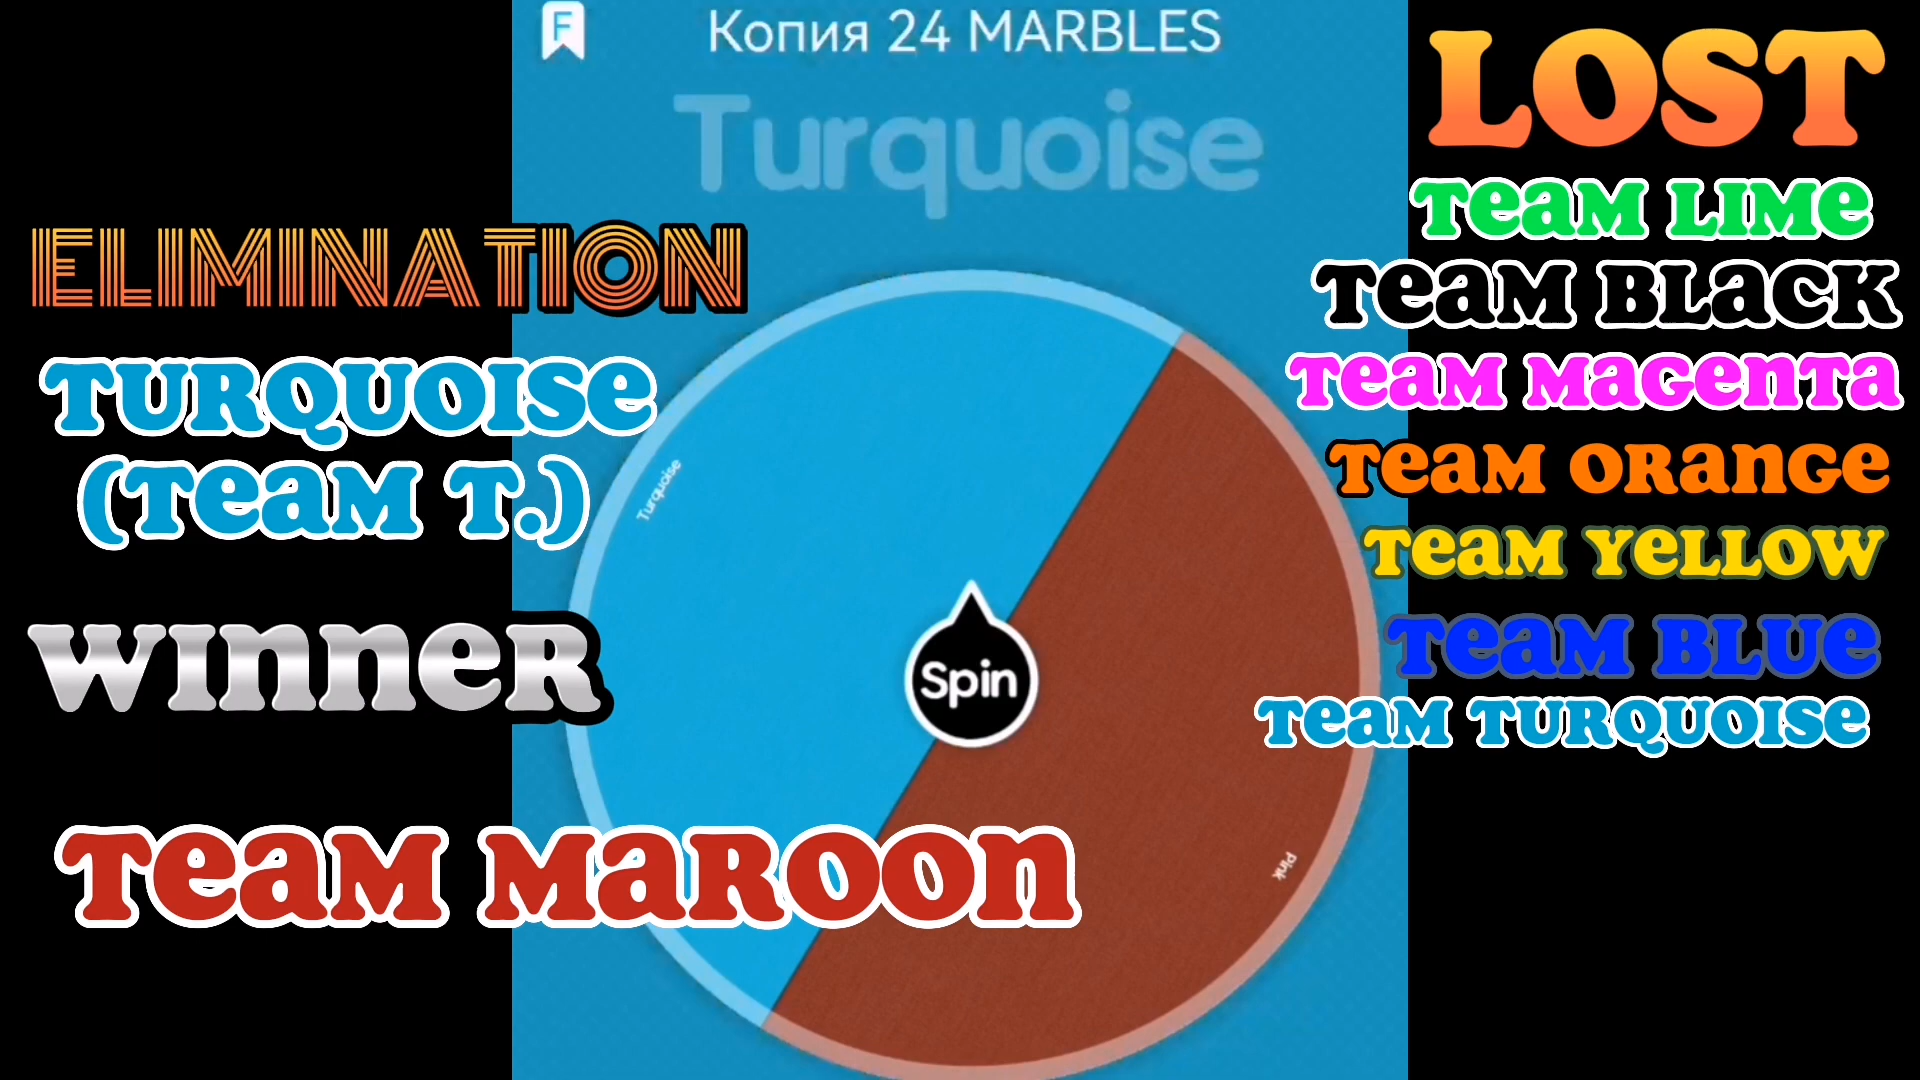 F
Копия 24 MARBLES
Turquoise
ELIMINATION
TURQUOISE
(TEAM T.)
WINNER
TEAM MAROON
LOST
TEAM LIME
TEAM BLACK
TEAM MAGENTA
TEAM ORANGE
TEAM YELLOW
TEAM BLUE
TEAM TURQUOISE
Turquoise
Spin
Pink